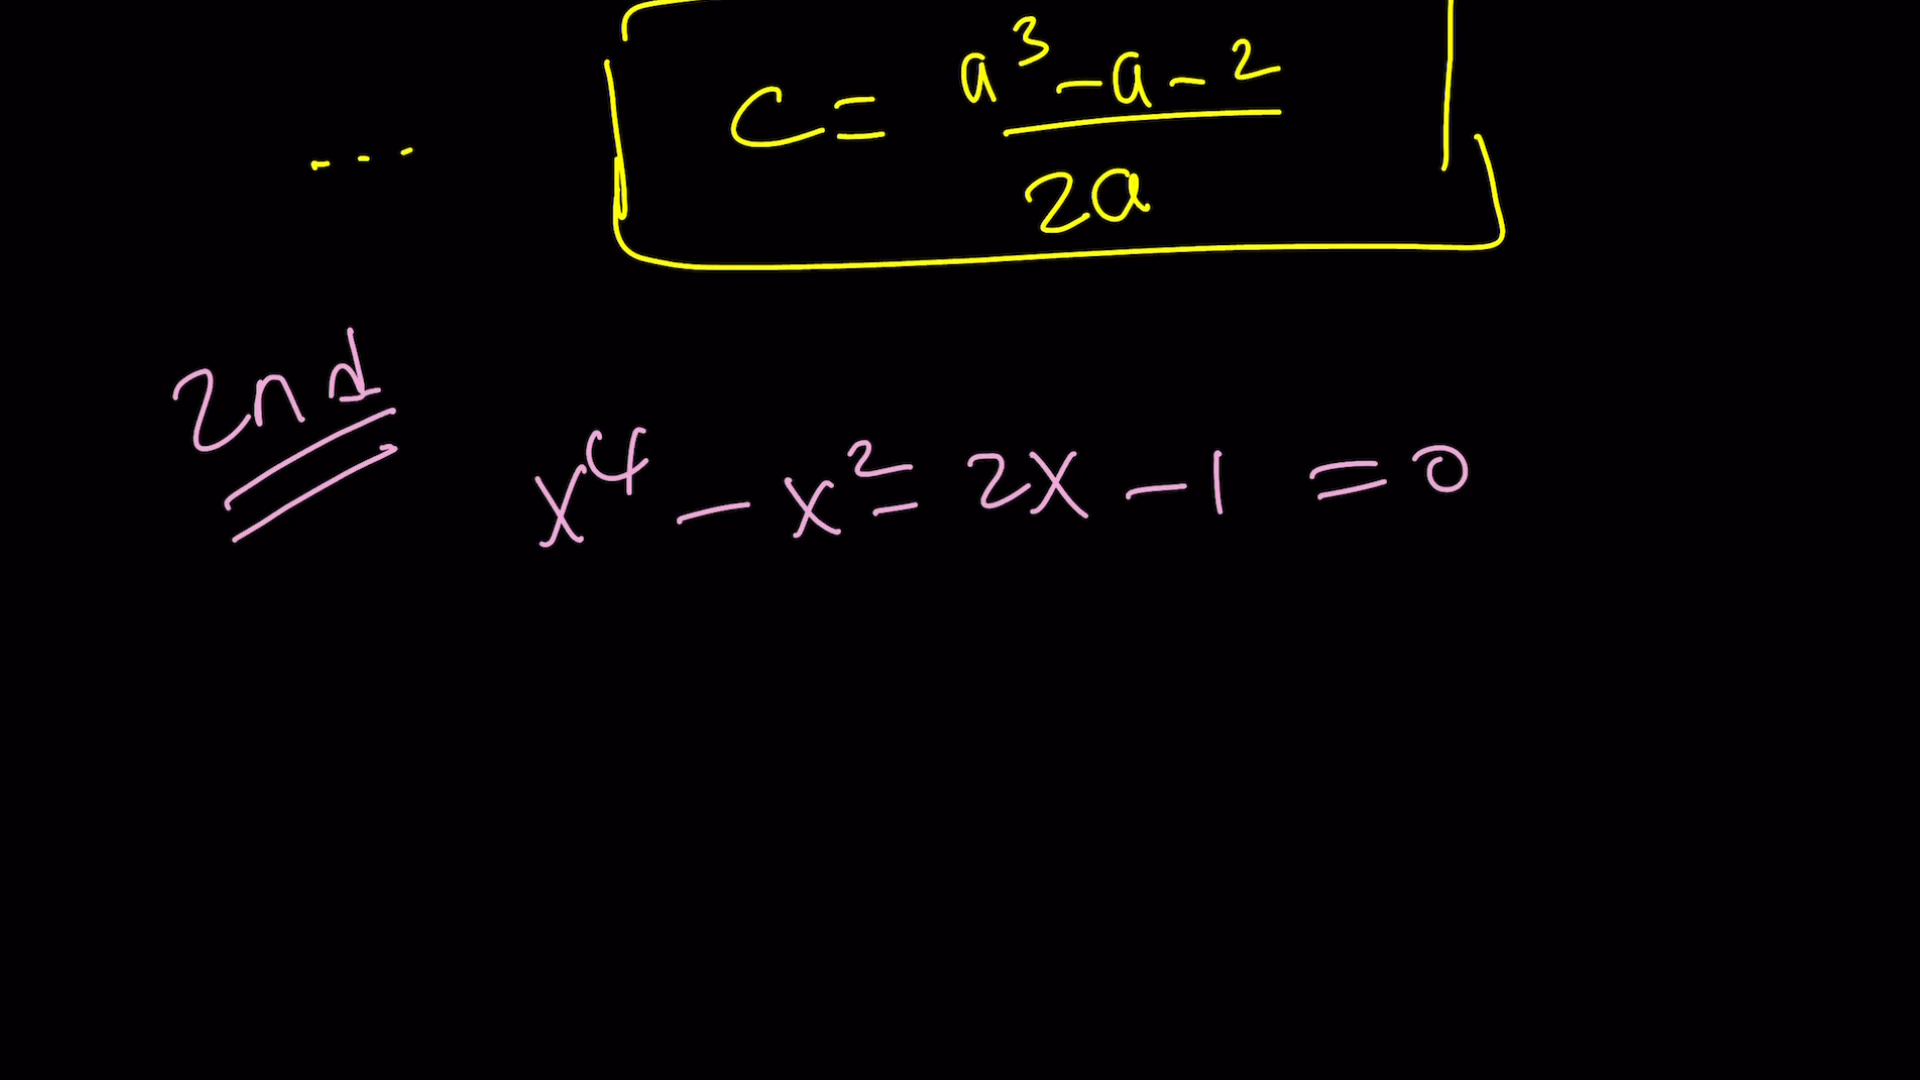 C = a³ - a - 2 / 2a
- - -
2nd
x⁴ - x² = 2x - 1 = 0